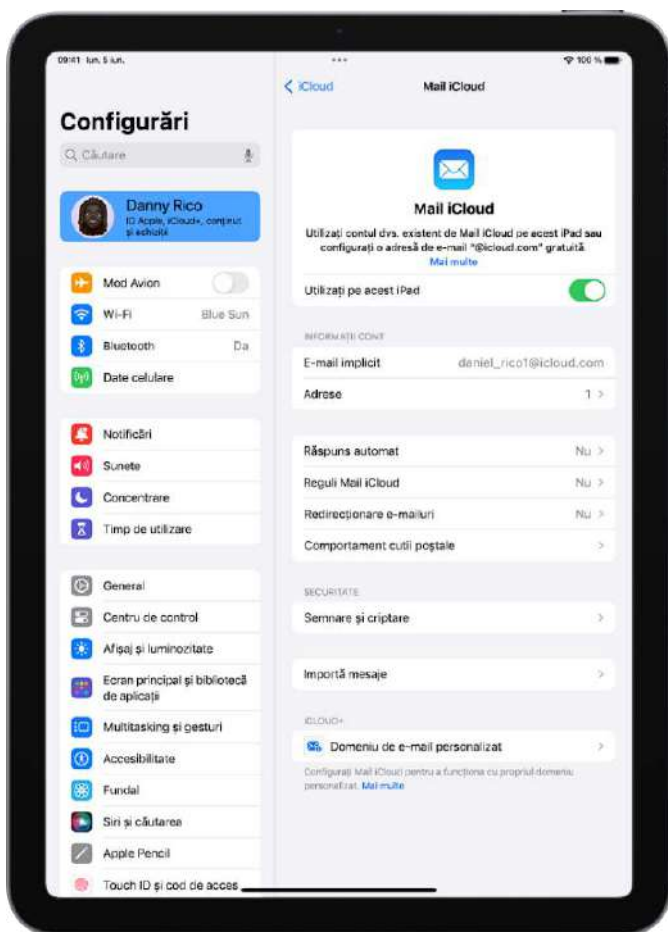 09:41 lun. 5 iun.
100 %
Configurări
Căutare
Danny Rico
ID Apple, iCloud+, conținut
și achiziții
Mod Avion
Wi-Fi
Blue Sun
Bluetooth
Da
Date celulare
Notificări
Sunete
Concentrare
Timp de utilizare
General
Centru de control
Afișaj și luminozitate
Ecran principal și bibliotecă
de aplicații
Multitasking și gesturi
Accesibilitate
Fundal
Siri și căutarea
Apple Pencil
Touch ID și cod de acces
iCloud
Mail iCloud
Mail iCloud
Utilizați contul dvs. existent de Mail iCloud pe acest iPad sau
configurați o adresă de e-mail "@icloud.com" gratuită.
Mai multe
Utilizați pe acest iPad
INFORMAȚII CONT
E-mail implicit
daniel_rico1@icloud.com
Adrese
1
Răspuns automat
Nu
Reguli Mail iCloud
Nu
Redirecționare e-mailuri
Nu
Comportament cutii poștale
SECURITATE
Semnare și criptare
Importă mesaje
ICLOUD+
Domeniu de e-mail personalizat
Configurați Mail iCloud pentru a funcționa cu propriul domeniu
personalizat. Mai multe